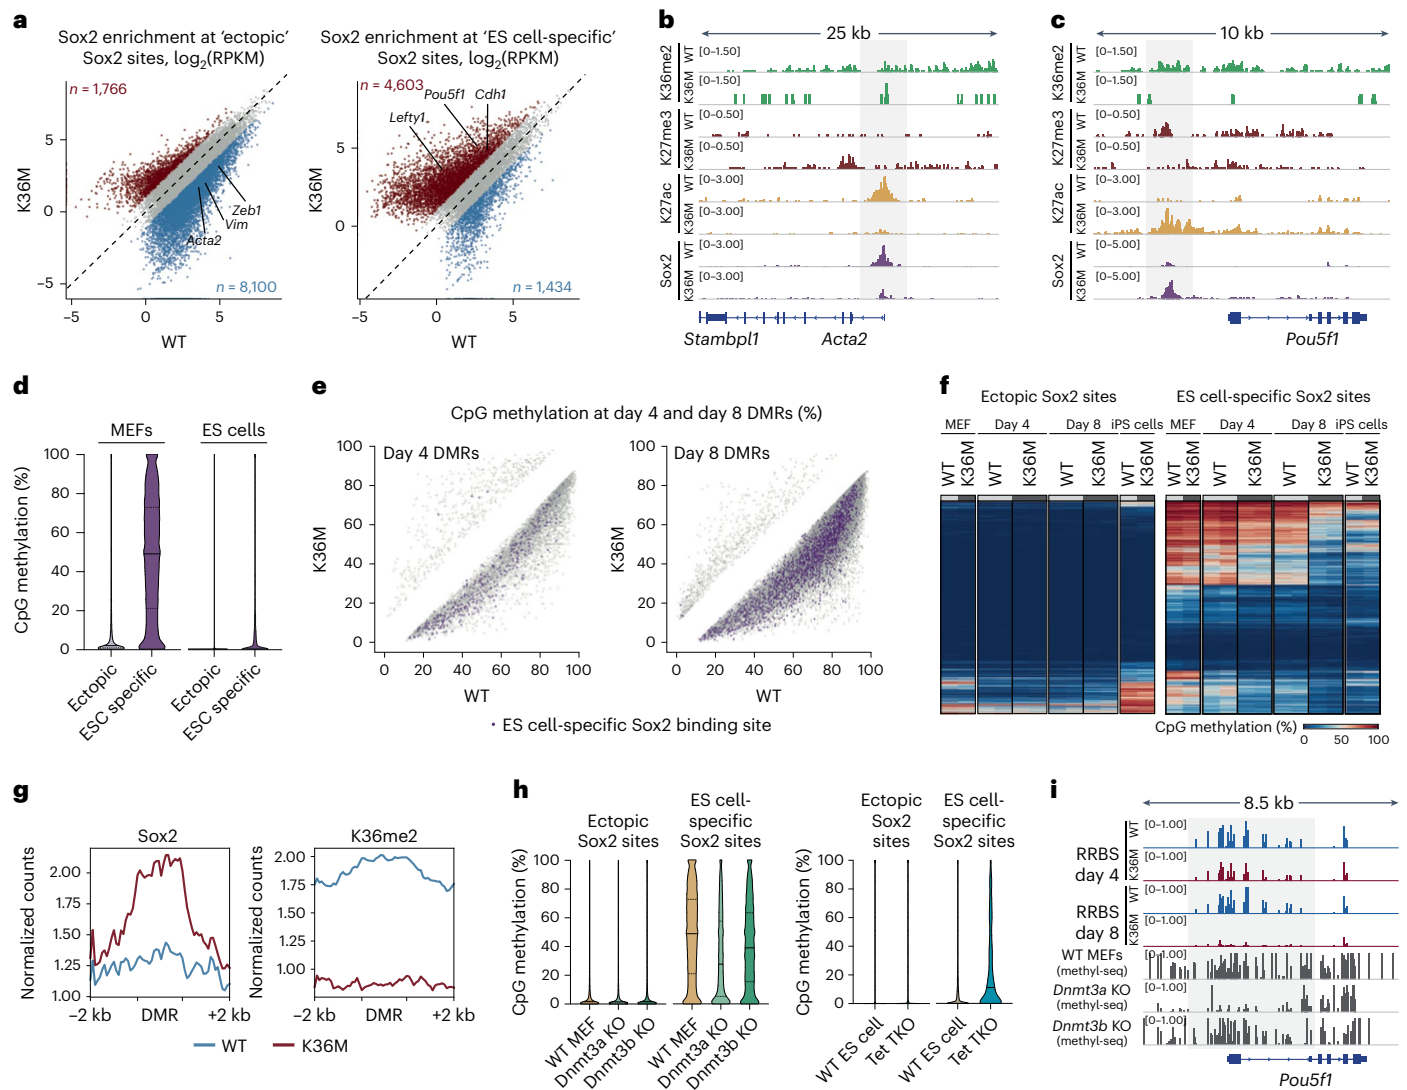 a
Sox2 enrichment at ‘ectopic’
Sox2 sites, log2(RPKM)
n = 1,766
K36M
5
0
−5
Zeb1
Vim
Acta2
n = 8,100
−5 0 5
WT
Sox2 enrichment at ‘ES cell-specific’
Sox2 sites, log2(RPKM)
n = 4,603
Pou5f1 Cdh1
Lefty1
K36M
5
0
n = 1,434
−5 0 5
WT
b
25 kb
K36me2
WT
[0–1.50]
K36M
[0–1.50]
K27me3
WT
[0–0.50]
K36M
[0–0.50]
K27ac
WT
[0–3.00]
K36M
[0–3.00]
Sox2
WT
[0–3.00]
K36M
[0–3.00]
Stambpl1 Acta2
c
10 kb
K36me2
WT
[0–1.50]
K36M
[0–1.50]
K27me3
WT
[0–0.50]
K36M
[0–0.50]
K27ac
WT
[0–3.00]
K36M
[0–3.00]
Sox2
WT
[0–5.00]
K36M
[0–5.00]
Pou5f1
d
MEFs ES cells
CpG methylation (%)
100
80
60
40
20
0
Ectopic
ESC specific
Ectopic
ESC specific
e
CpG methylation at day 4 and day 8 DMRs (%)
Day 4 DMRs
K36M
100
80
60
40
20
0
0 20 40 60 80 100
WT
Day 8 DMRs
K36M
100
80
60
40
20
0
0 20 40 60 80 100
WT
ES cell-specific Sox2 binding site
f
Ectopic Sox2 sites
MEF Day 4 Day 8 iPS cells
WT K36M WT K36M WT K36M WT K36M
ES cell-specific Sox2 sites
MEF Day 4 Day 8 iPS cells
WT K36M WT K36M WT K36M WT K36M
CpG methylation (%)
0 50 100
g
Sox2
Normalized counts
2.00
1.75
1.50
1.25
1.00
−2 kb DMR +2 kb
K36me2
Normalized counts
2.00
1.75
1.50
1.25
1.00
−2 kb DMR +2 kb
WT K36M
h
Ectopic
Sox2 sites
ES cell-
specific
Sox2 sites
CpG methylation (%)
100
80
60
40
20
0
WT MEF
Dnmt3a KO
Dnmt3b KO
WT MEF
Dnmt3a KO
Dnmt3b KO
Ectopic
Sox2
sites
ES cell-
specific
Sox2 sites
CpG methylation (%)
100
80
60
40
20
0
WT ES cell
Tet TKO
WT ES cell
Tet TKO
i
8.5 kb
RRBS
day 4
WT
[0–1.00]
K36M
[0–1.00]
RRBS
day 8
WT
[0–1.00]
K36M
[0–1.00]
WT MEFs
(methyl-seq)
[0–1.00]
Dnmt3a KO
(methyl-seq)
[0–1.00]
Dnmt3b KO
(methyl-seq)
[0–1.00]
Pou5f1